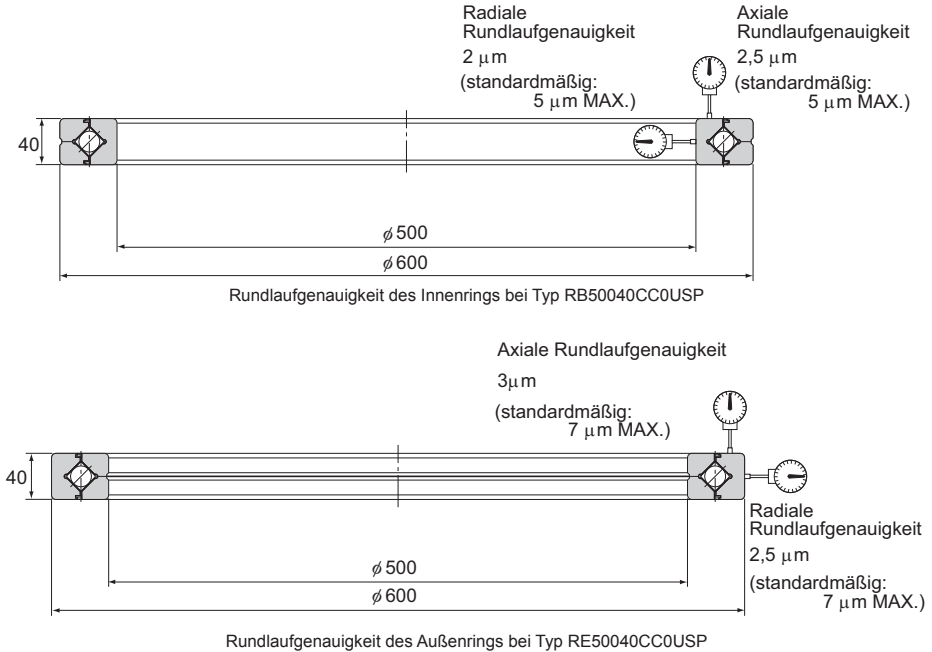 Radiale
Rundlaufgenauigkeit
2 μm
(standardmäßig:
5 μm MAX.)
Axiale
Rundlaufgenauigkeit
2,5 μm
(standardmäßig:
5 μm MAX.)
40
ϕ500
ϕ600
Rundlaufgenauigkeit des Innenrings bei Typ RB50040CC0USP
Axiale Rundlaufgenauigkeit
3μm
(standardmäßig:
7 μm MAX.)
40
Radiale
Rundlaufgenauigkeit
2,5 μm
(standardmäßig:
7 μm MAX.)
ϕ500
ϕ600
Rundlaufgenauigkeit des Außenrings bei Typ RE50040CC0USP